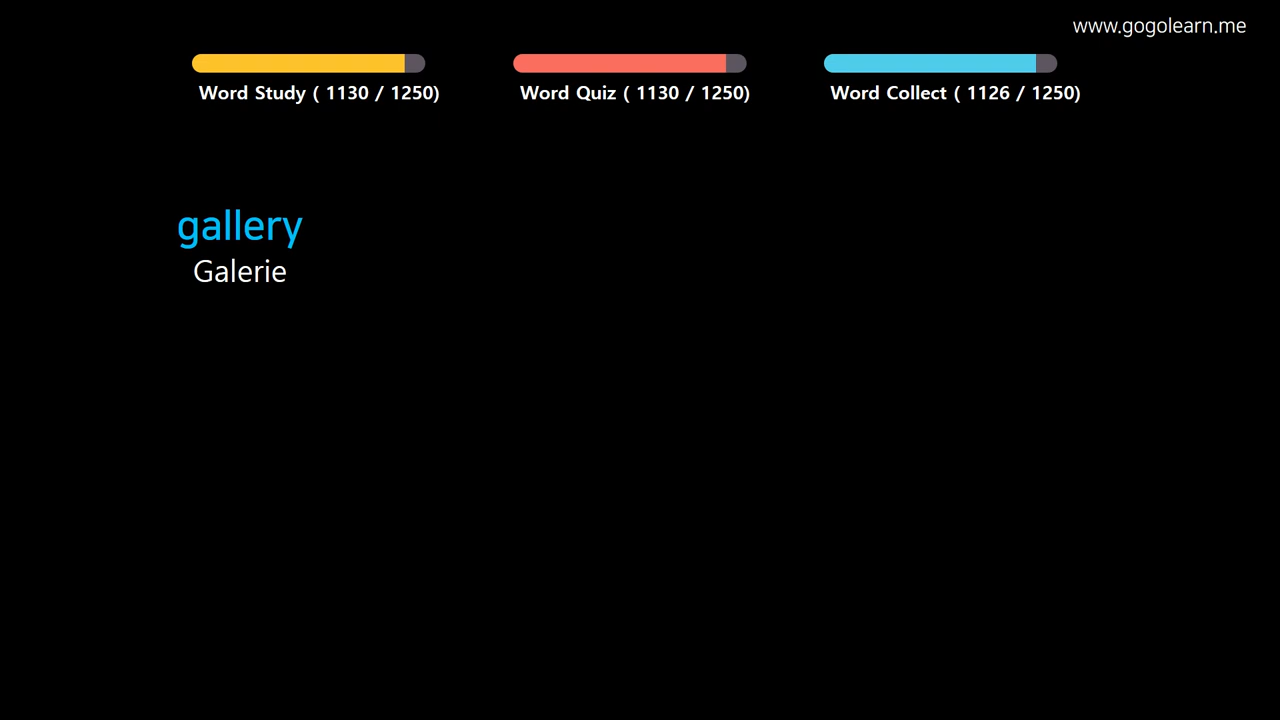 www.gogolearn.me
Word Study ( 1130 / 1250)
Word Quiz ( 1130 / 1250)
Word Collect ( 1126 / 1250)
gallery
Galerie